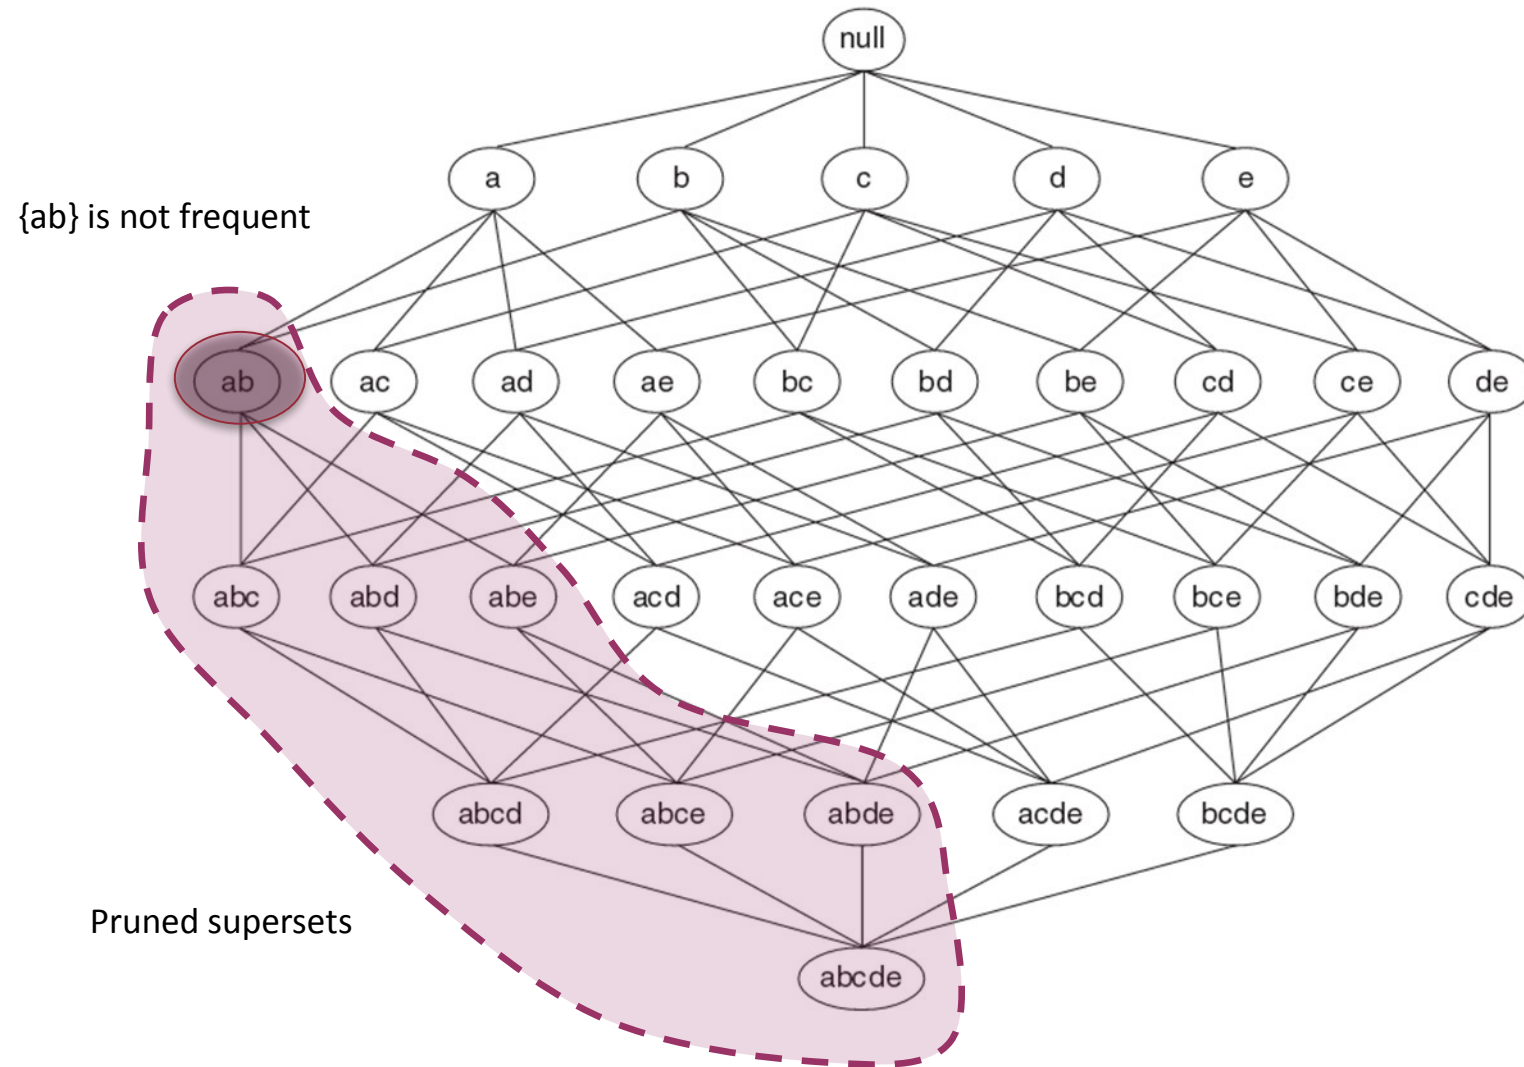 null
a b c d e
{ab} is not frequent
ab ac ad ae bc bd be cd ce de
abc abd abe acd ace ade bcd bce bde cde
abcd abce abde acde bcde
Pruned supersets
abcde